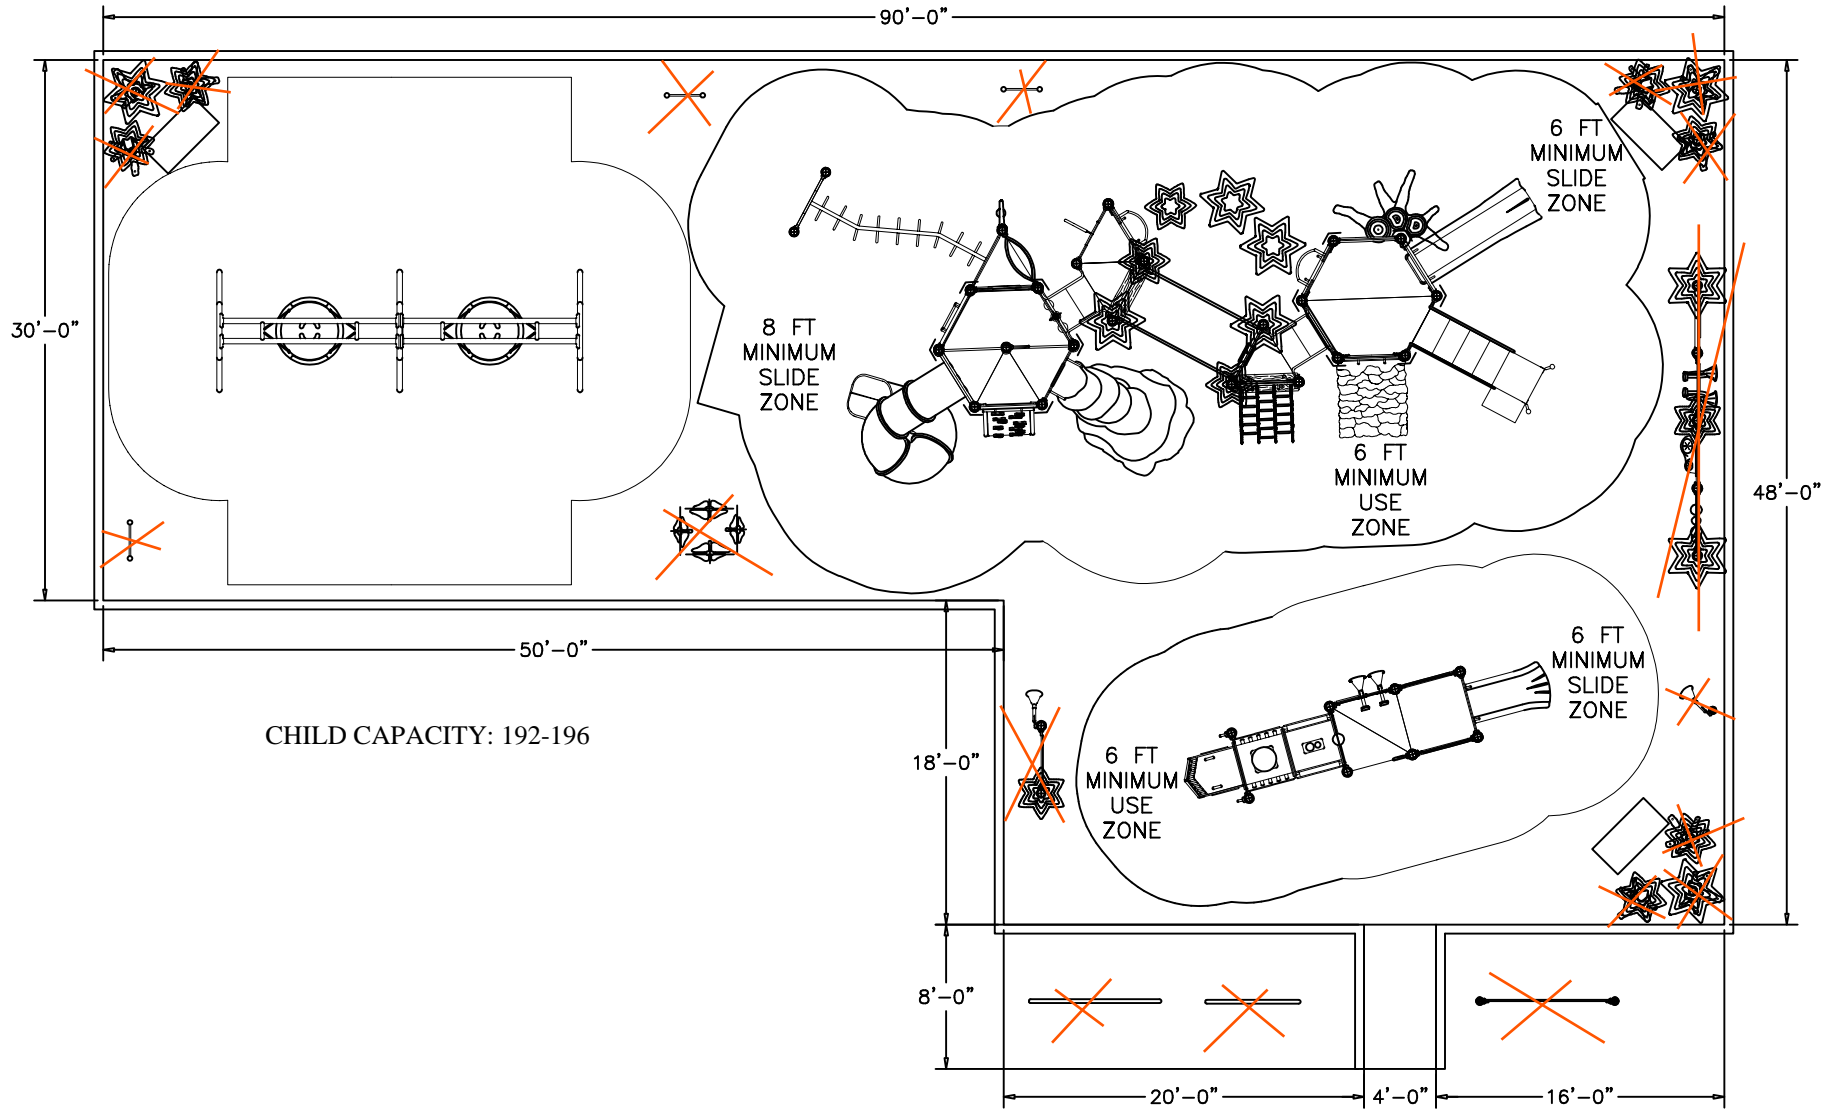 90'-0"
6 FT
MINIMUM
SLIDE
ZONE
30'-0"
8 FT
MINIMUM
SLIDE
ZONE
6 FT
MINIMUM
USE
ZONE
48'-0"
50'-0"
6 FT
MINIMUM
SLIDE
ZONE
CHILD CAPACITY: 192-196
18'-0"
6 FT
MINIMUM
USE
ZONE
8'-0"
20'-0"
4'-0"
16'-0"